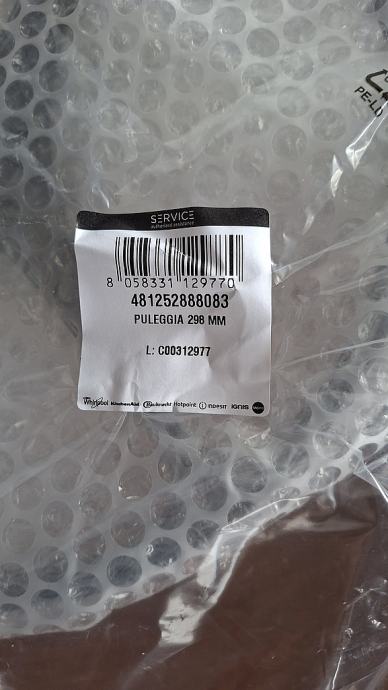 PE-LD
SERVICE
authorised assistance
8 058331 129770
481252888083
PULEGGIA 298 MM
L: C00312977
Whirlpool KitchenAid Bauknecht Hotpoint indesit IGNIS